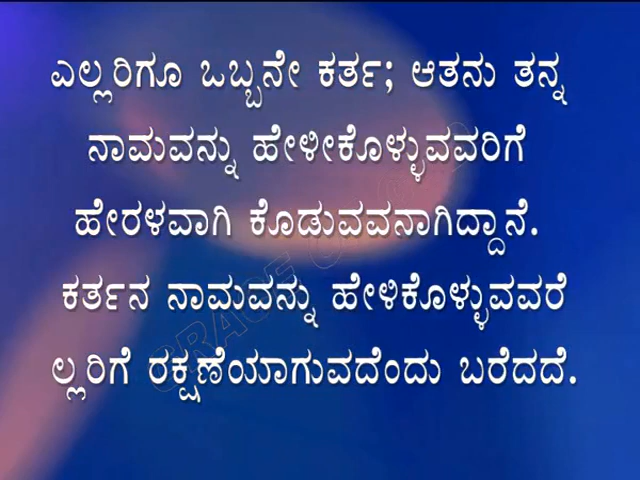 ಎಲ್ಲರಿಗೂ ಒಬ್ಬನೇ ಕರ್ತ; ಆತನು ತನ್ನ
ನಾಮವನ್ನು ಹೇಳೀಕೊಳ್ಳುವವರಿಗೆ
ಹೇರಳವಾಗಿ ಕೊಡುವವನಾಗಿದ್ದಾನೆ.
ಕರ್ತನ ನಾಮವನ್ನು ಹೇಳಿಕೊಳ್ಳುವವರೆ
ಲ್ಲರಿಗೆ ರಕ್ಷಣೆಯಾಗುವದೆಂದು ಬರೆದದೆ.